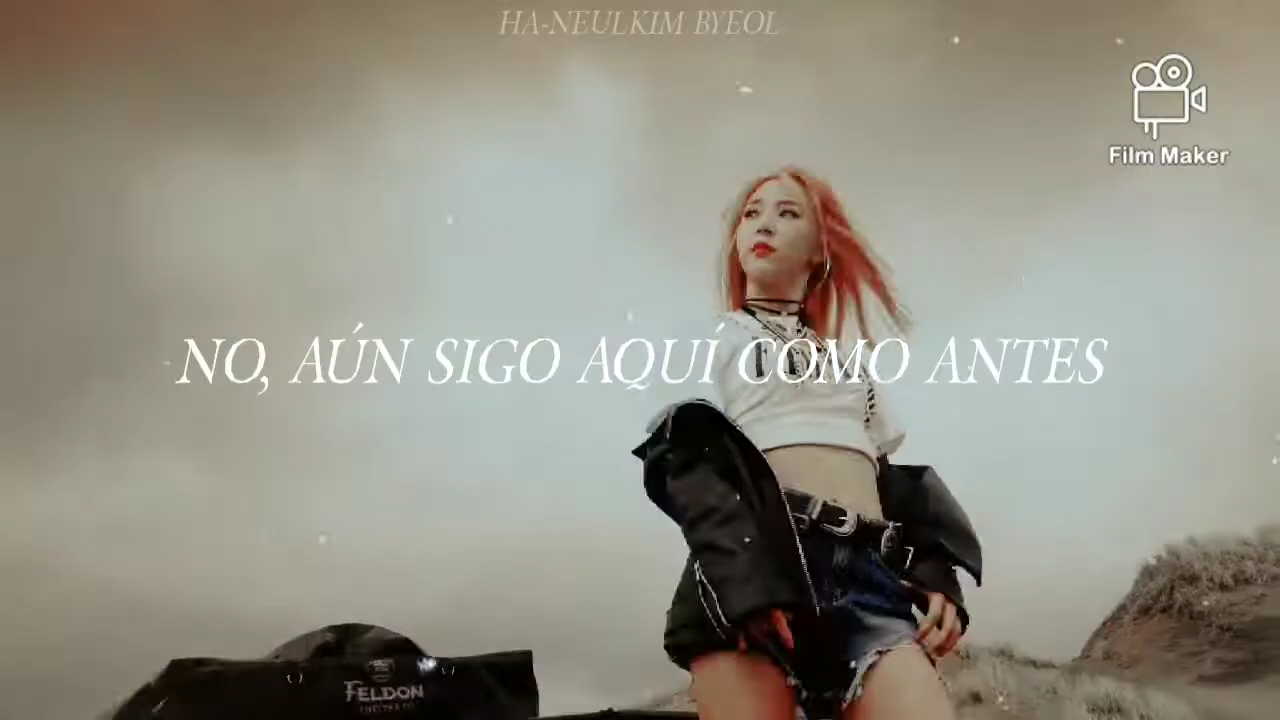 HA-NEULKIM BYEOL
Film Maker
NO, AÚN SIGO AQUÍ COMO ANTES
FELDON